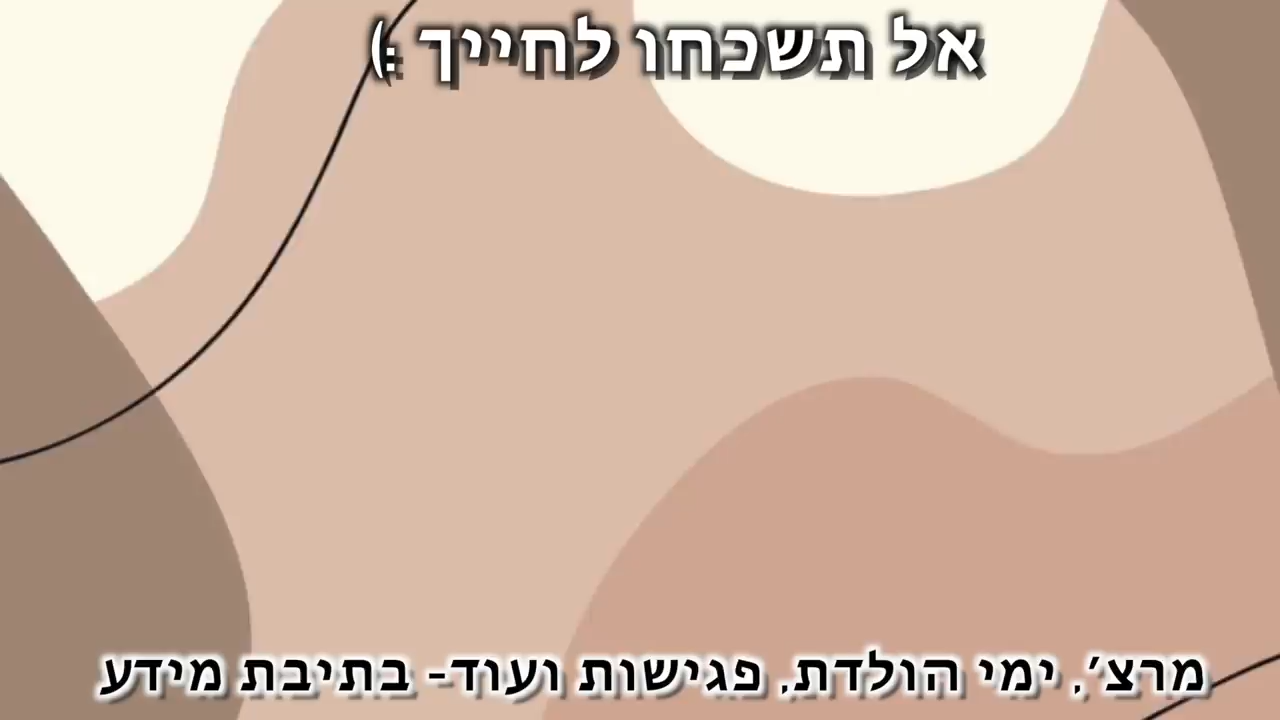 אל תשכחו לחייך :)
מרצ', ימי הולדת, פגישות ועוד- בתיבת מידע